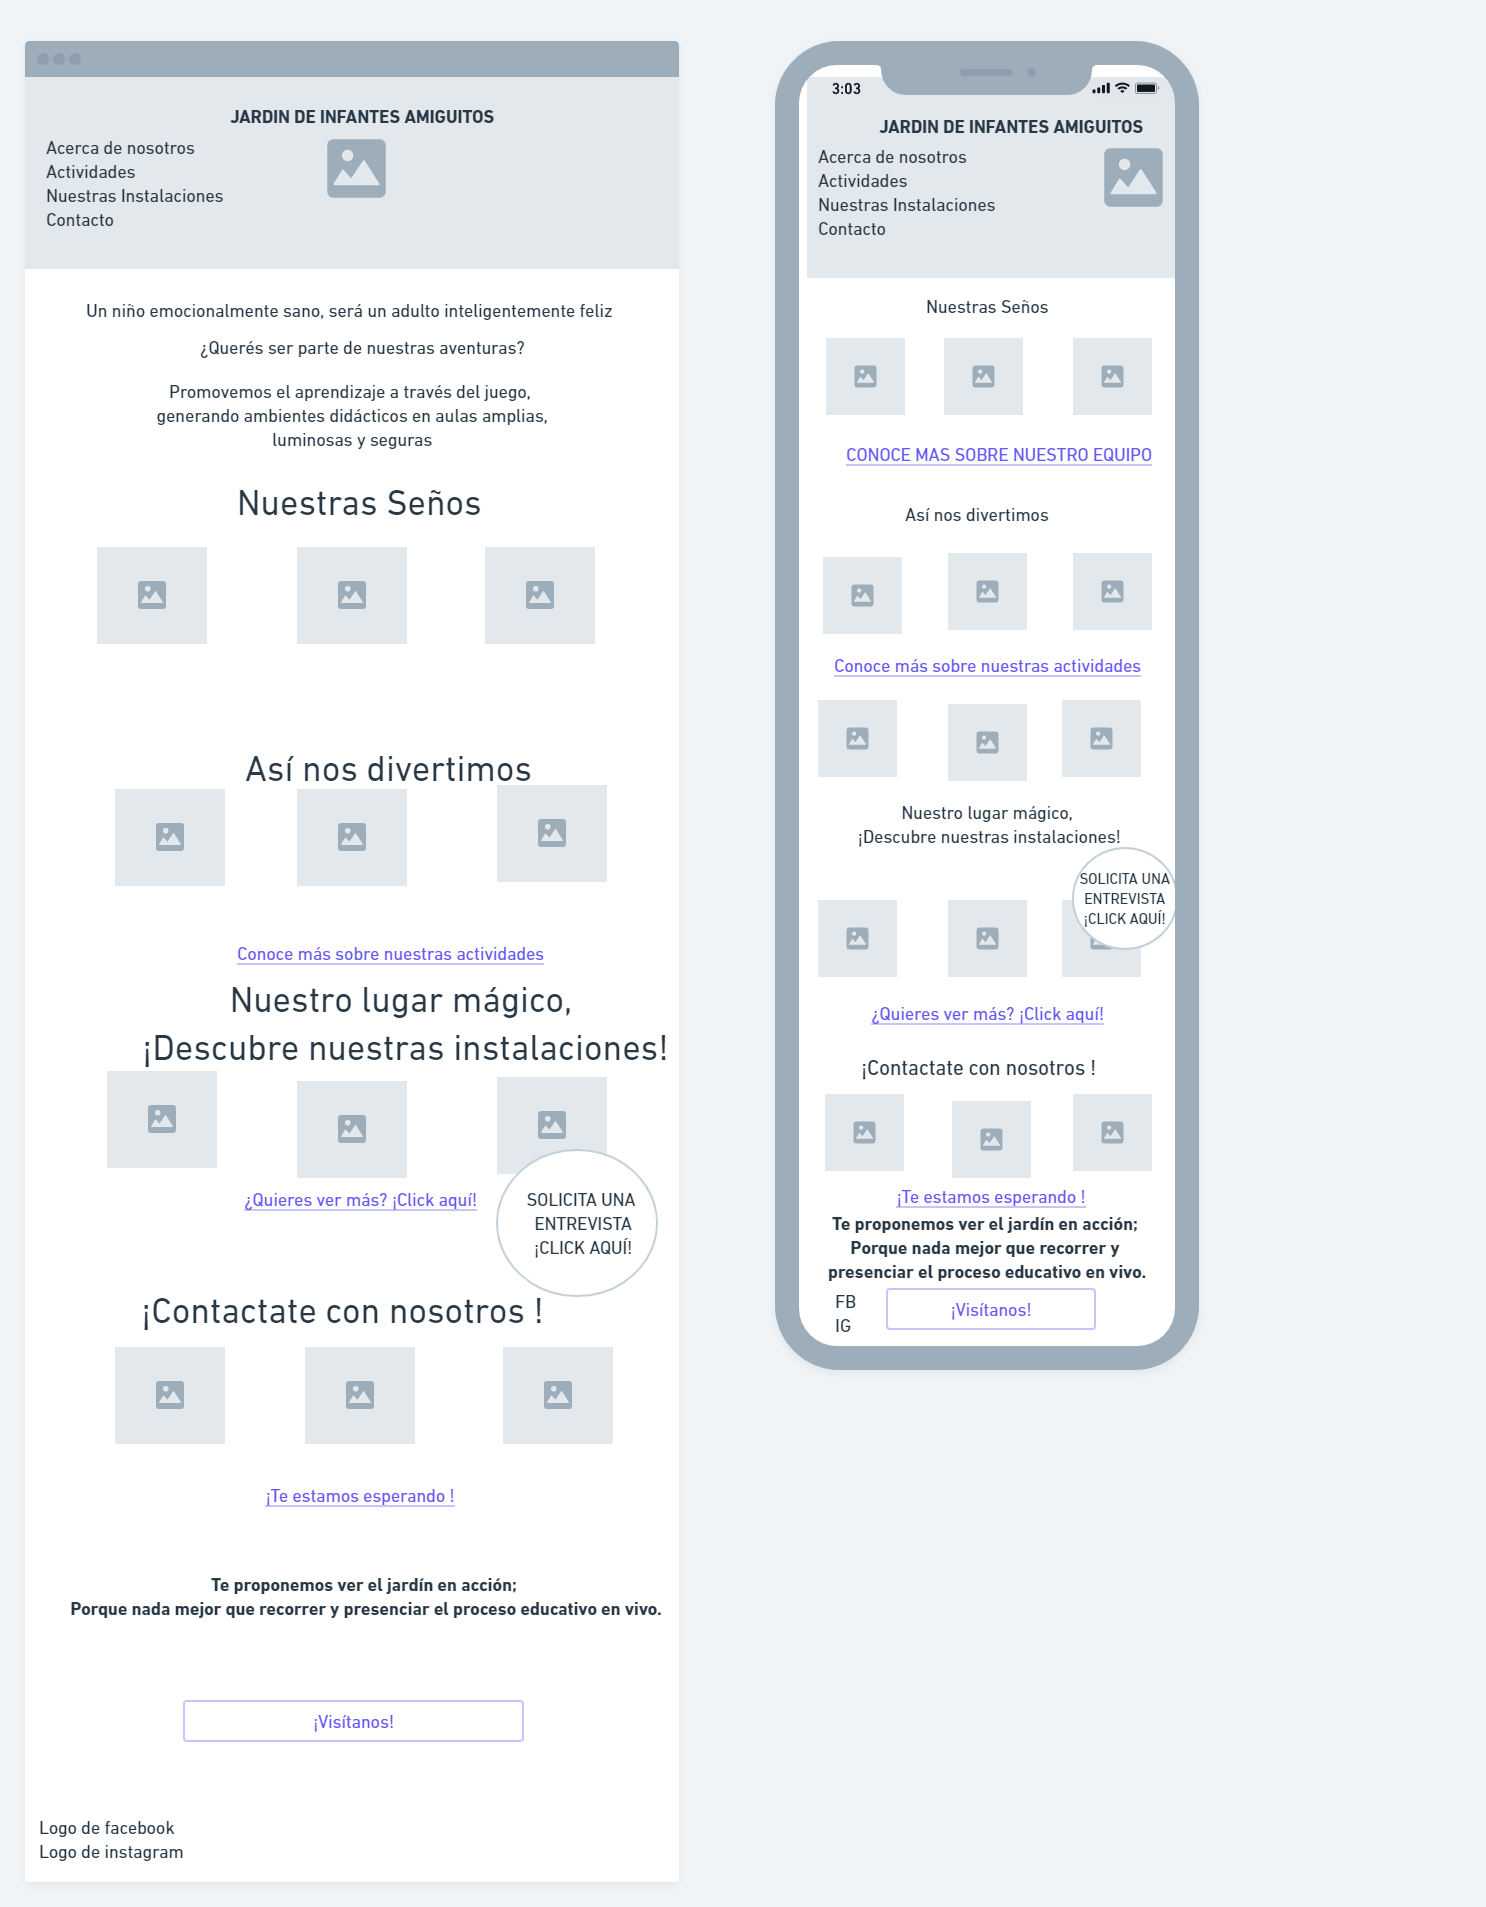 JARDIN DE INFANTES AMIGUITOS
Acerca de nosotros
Actividades
Nuestras Instalaciones
Contacto
Un niño emocionalmente sano, será un adulto inteligentemente feliz
¿Querés ser parte de nuestras aventuras?
Promovemos el aprendizaje a través del juego,
generando ambientes didácticos en aulas amplias,
luminosas y seguras
Nuestras Seños
Así nos divertimos
Conoce más sobre nuestras actividades
Nuestro lugar mágico,
¡Descubre nuestras instalaciones!
¿Quieres ver más? ¡Click aquí!
SOLICITA UNA
ENTREVISTA
¡CLICK AQUÍ!
¡Contactate con nosotros !
¡Te estamos esperando !
Te proponemos ver el jardín en acción;
Porque nada mejor que recorrer y presenciar el proceso educativo en vivo.
¡Visítanos!
Logo de facebook
Logo de instagram
3:03
JARDIN DE INFANTES AMIGUITOS
Acerca de nosotros
Actividades
Nuestras Instalaciones
Contacto
Nuestras Seños
CONOCE MAS SOBRE NUESTRO EQUIPO
Así nos divertimos
Conoce más sobre nuestras actividades
Nuestro lugar mágico,
¡Descubre nuestras instalaciones!
SOLICITA UNA
ENTREVISTA
¡CLICK AQUÍ!
¿Quieres ver más? ¡Click aquí!
¡Contactate con nosotros !
¡Te estamos esperando !
Te proponemos ver el jardín en acción;
Porque nada mejor que recorrer y
presenciar el proceso educativo en vivo.
FB
IG
¡Visítanos!